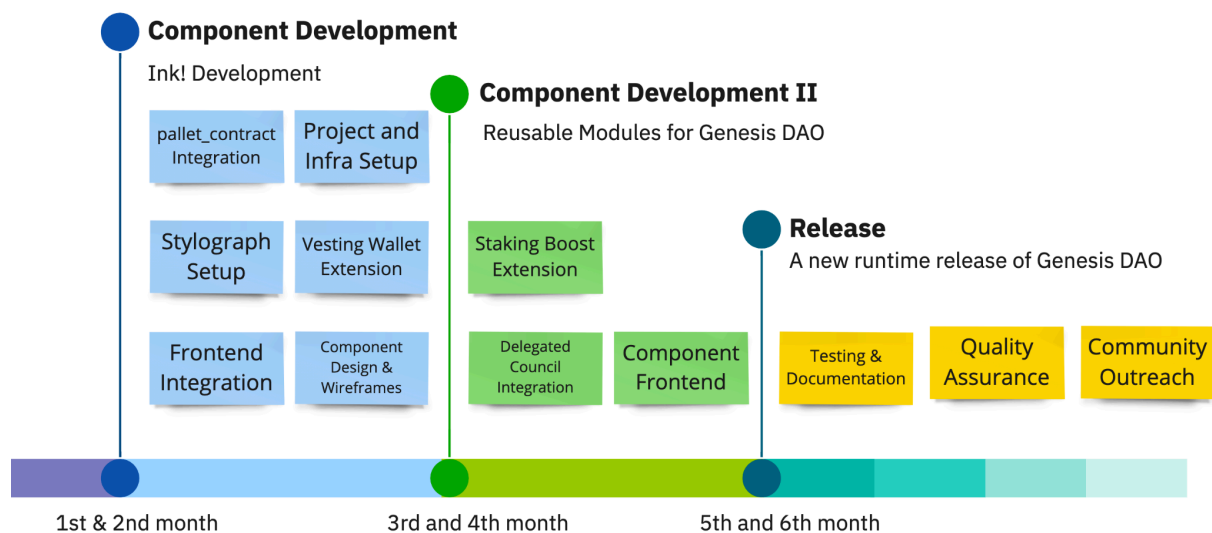 Component Development
Ink! Development
pallet_contract
Integration
Project and
Infra Setup
Stylograph
Setup
Vesting Wallet
Extension
Frontend
Integration
Component
Design &
Wireframes
Component Development II
Reusable Modules for Genesis DAO
Staking Boost
Extension
Delegated
Council
Integration
Component
Frontend
Release
A new runtime release of Genesis DAO
Testing &
Documentation
Quality
Assurance
Community
Outreach
1st & 2nd month
3rd and 4th month
5th and 6th month